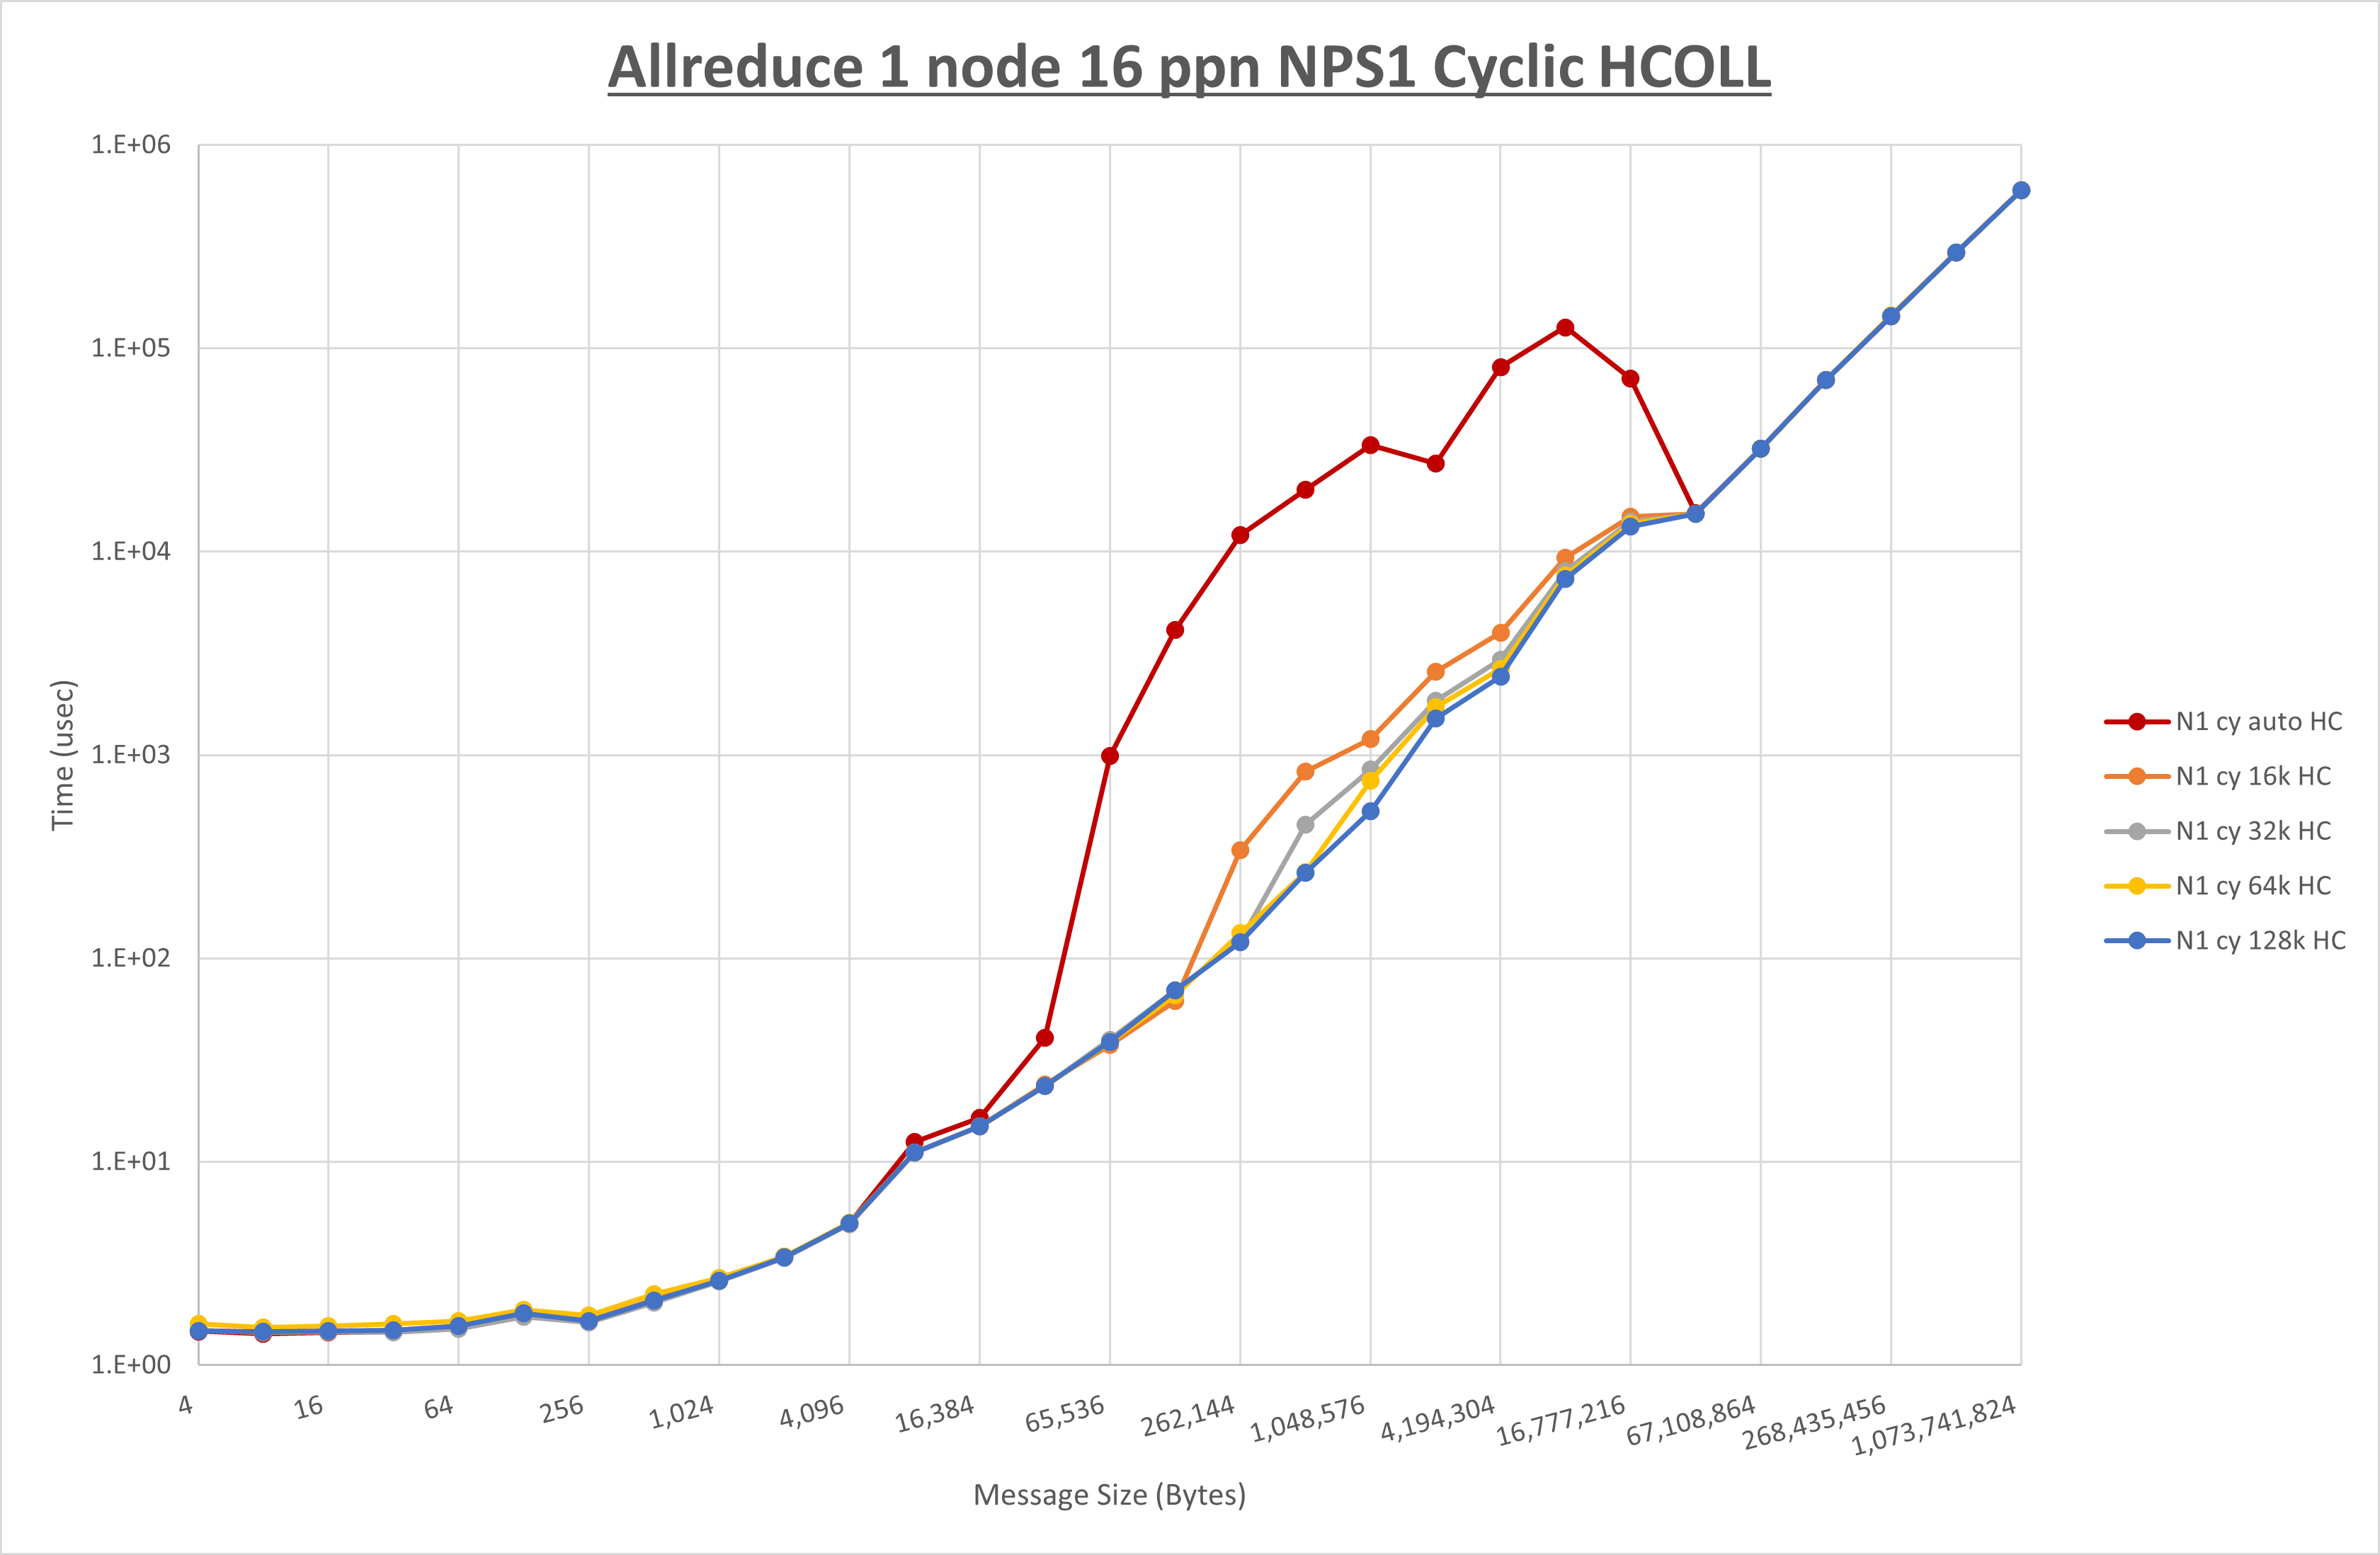 Allreduce 1 node 16 ppn NPS1 Cyclic HCOLL
1.E+06
1.E+05
1.E+04
1.E+03
1.E+02
1.E+01
1.E+00
Time (usec)
4
16
64
256
1,024
4,096
16,384
65,536
262,144
1,048,576
4,194,304
16,777,216
67,108,864
268,435,456
1,073,741,824
Message Size (Bytes)
N1 cy auto HC
N1 cy 16k HC
N1 cy 32k HC
N1 cy 64k HC
N1 cy 128k HC